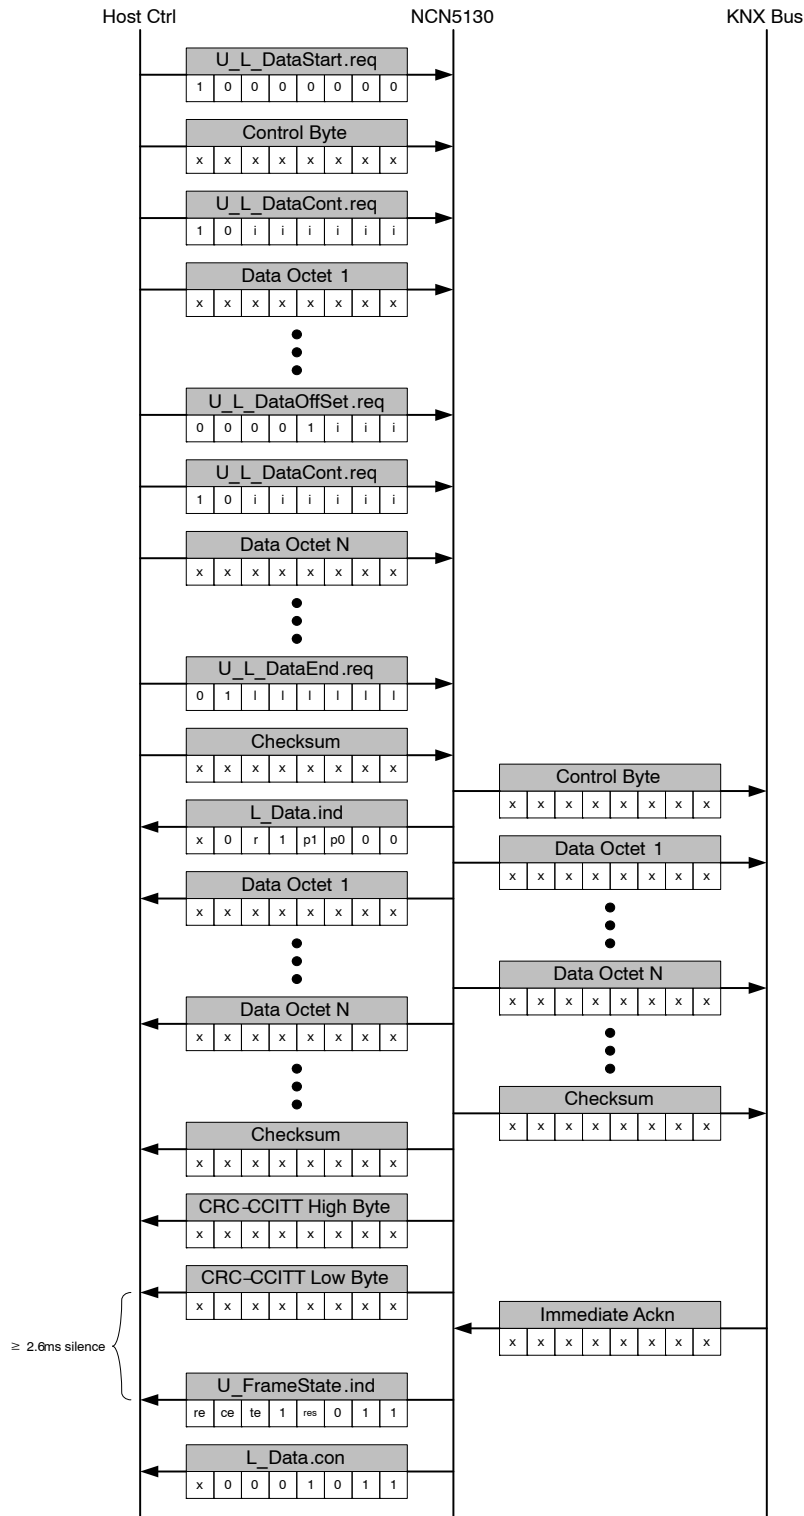 Host Ctrl NCN5130 KNX Bus
U_L_DataStart.req
1 0 0 0 0 0 0 0
Control Byte
x x x x x x x x
U_L_DataCont.req
1 0 i i i i i i
Data Octet 1
x x x x x x x x
U_L_DataOffSet.req
0 0 0 0 1 i i i
U_L_DataCont.req
1 0 i i i i i i
Data Octet N
x x x x x x x x
U_L_DataEnd.req
0 1 l l l l l l
Checksum
x x x x x x x x
Control Byte
x x x x x x x x
L_Data.ind
x 0 r 1 p1 p0 0 0
Data Octet 1
x x x x x x x x
Data Octet 1
x x x x x x x x
Data Octet N
x x x x x x x x
Data Octet N
x x x x x x x x
Checksum
x x x x x x x x
Checksum
x x x x x x x x
CRC-CCITT High Byte
x x x x x x x x
CRC-CCITT Low Byte
x x x x x x x x
Immediate Ackn
x x x x x x x x
≥ 2.6ms silence
U_FrameState.ind
re ce te 1 res 0 1 1
L_Data.con
x 0 0 0 1 0 1 1